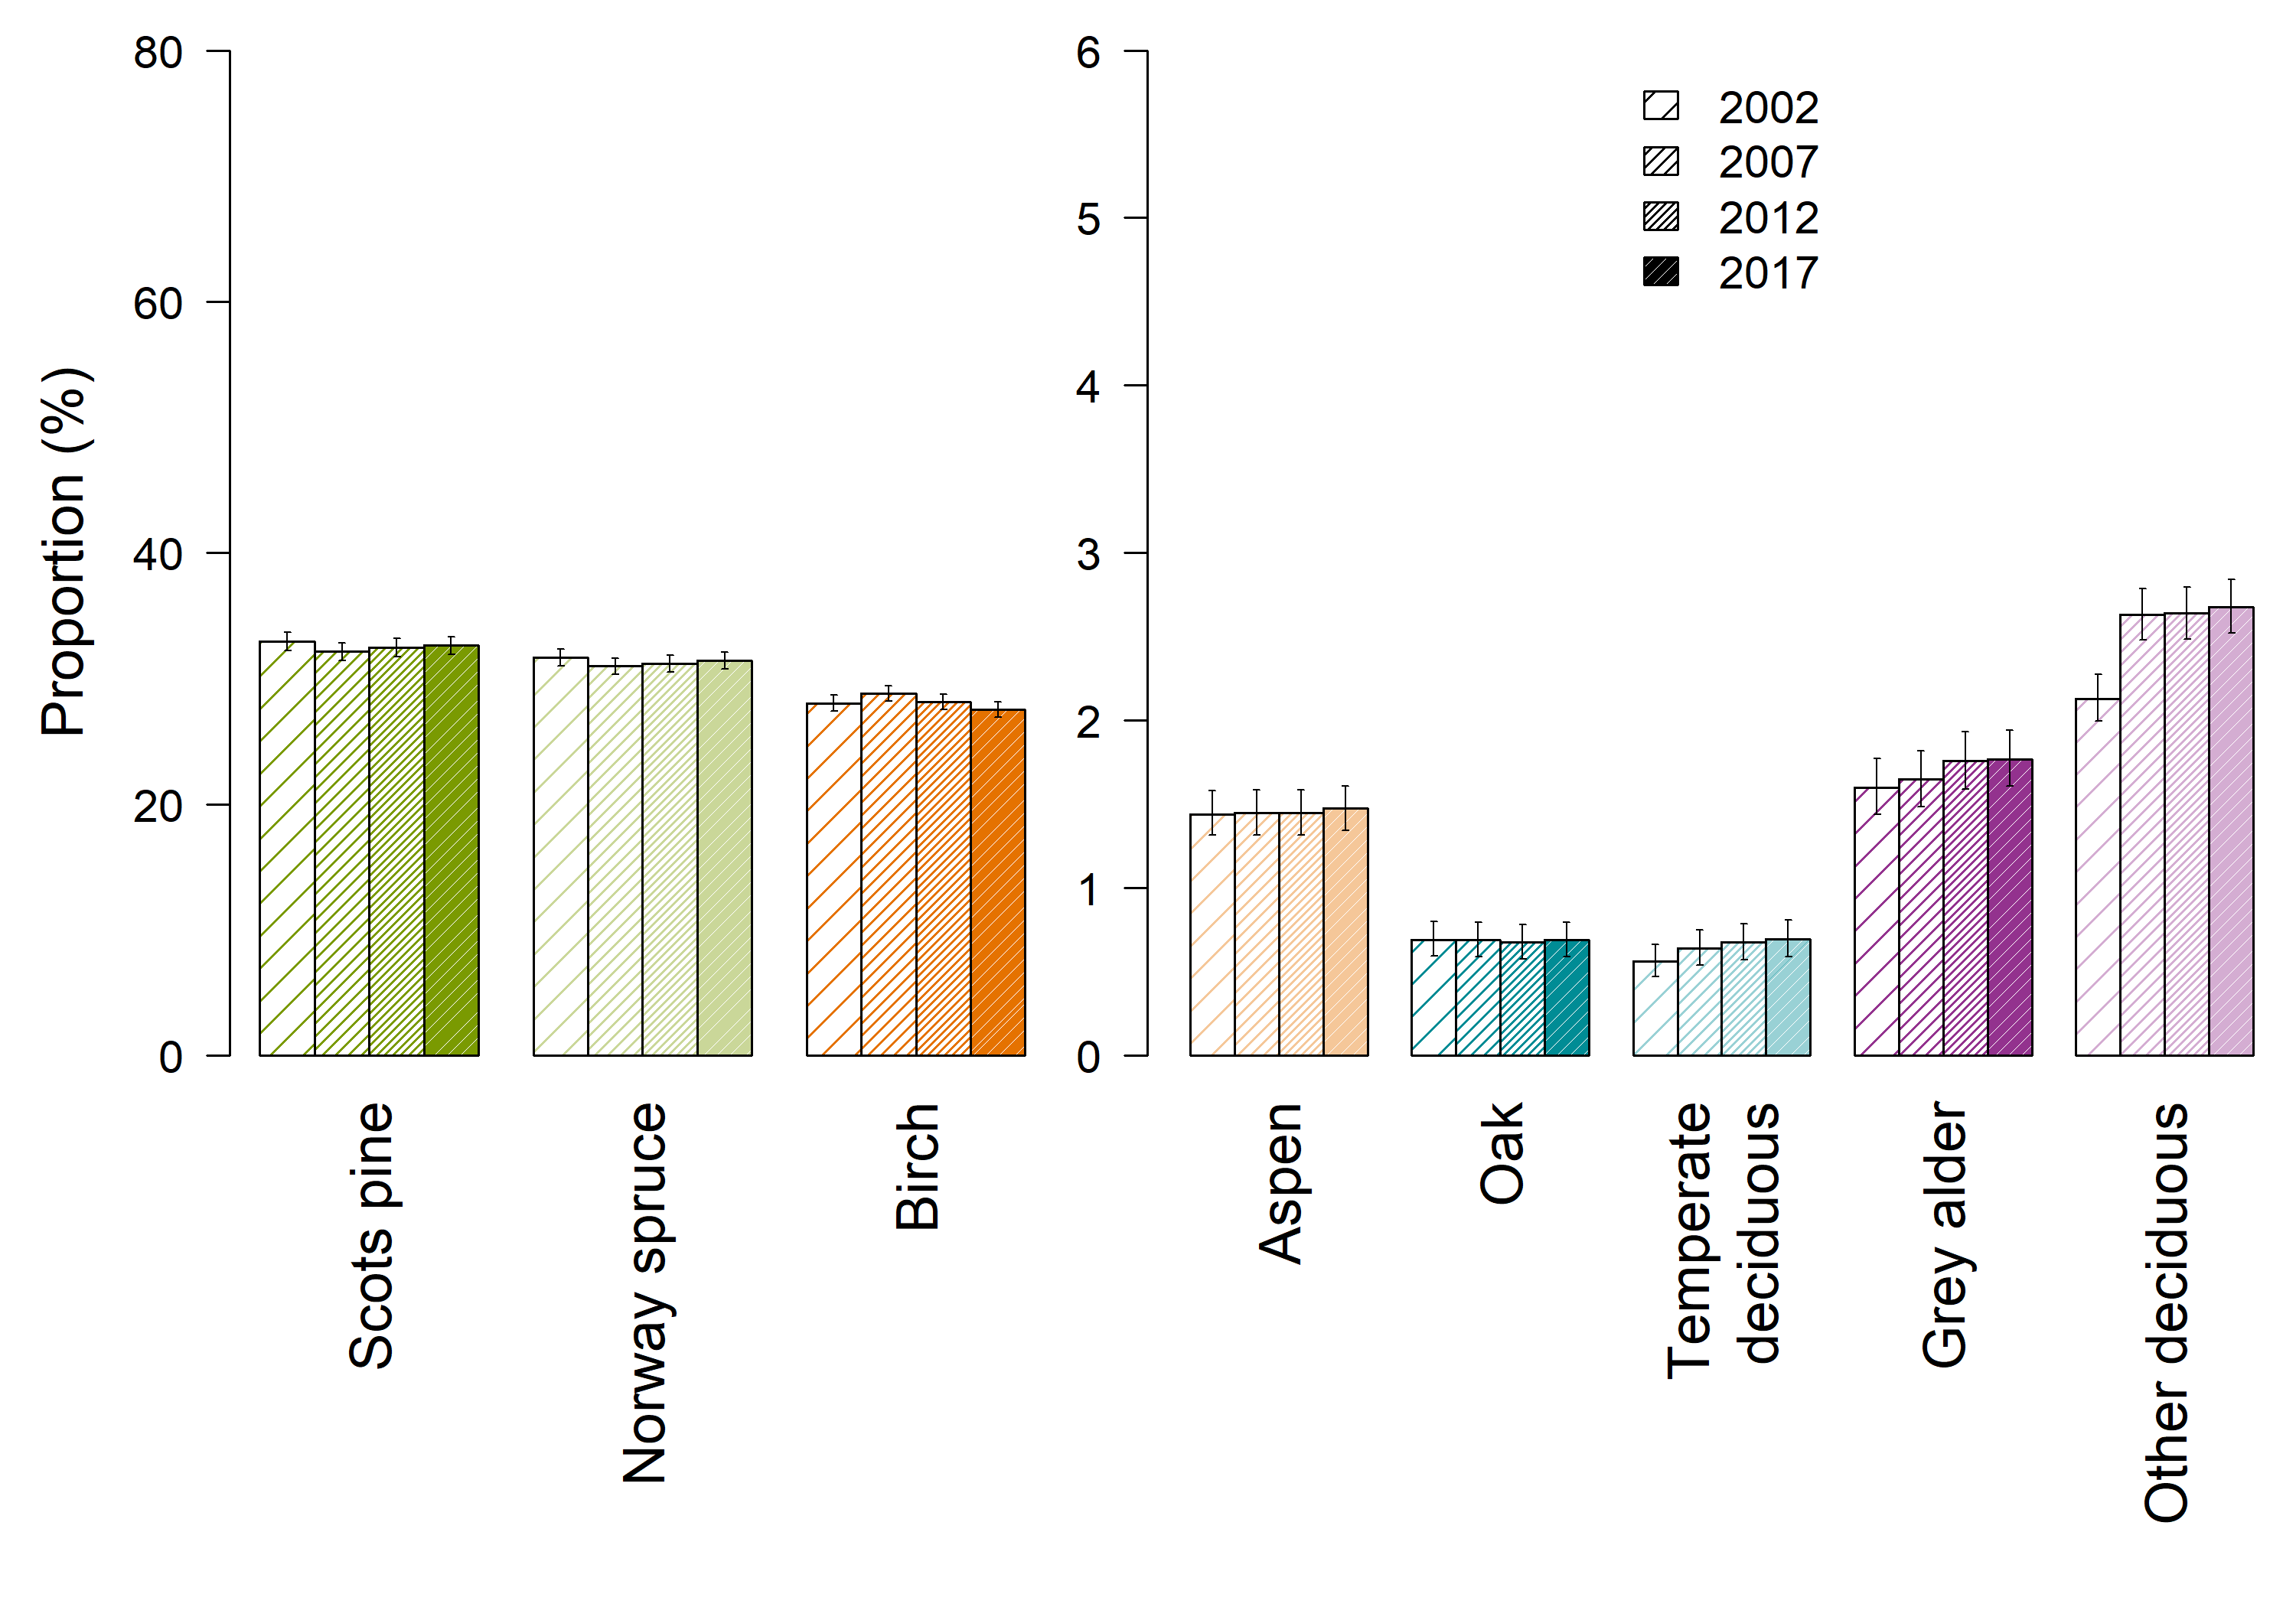 Proportion (%)
80
60
40
20
0
Scots pine
Norway spruce
Birch
6
5
4
3
2
1
0
2002
2007
2012
2017
Aspen
Oak
Temperate
deciduous
Grey alder
Other deciduous